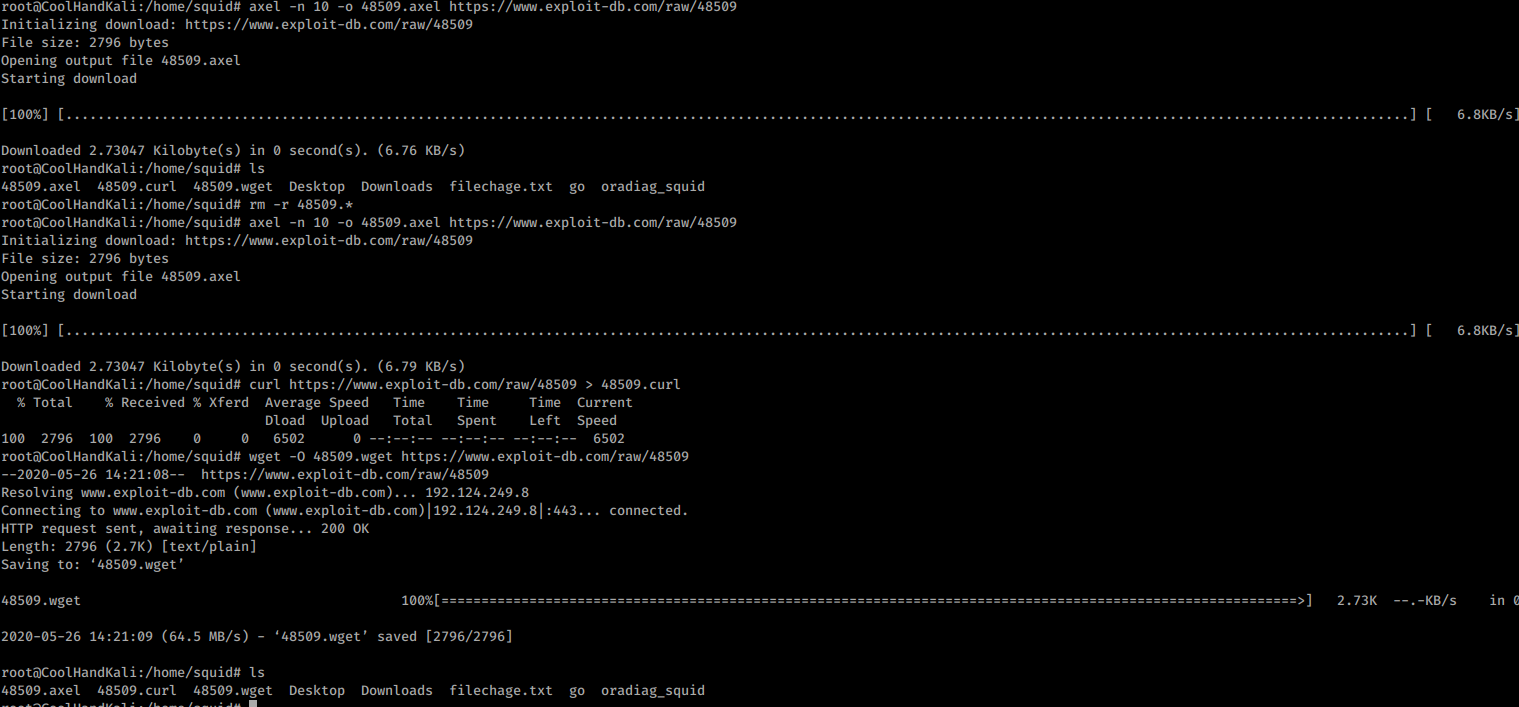 root@CoolHandKali:/home/squid# axel -n 10 -o 48509.axel https://www.exploit-db.com/raw/48509
Initializing download: https://www.exploit-db.com/raw/48509
File size: 2796 bytes
Opening output file 48509.axel
Starting download
[100%] [........................................................................................................................................................................] [   6.8KB/s]
Downloaded 2.73047 Kilobyte(s) in 0 second(s). (6.76 KB/s)
root@CoolHandKali:/home/squid# ls
48509.axel  48509.curl  48509.wget  Desktop  Downloads  filechage.txt  go  oradiag_squid
root@CoolHandKali:/home/squid# rm -r 48509.*
root@CoolHandKali:/home/squid# axel -n 10 -o 48509.axel https://www.exploit-db.com/raw/48509
Initializing download: https://www.exploit-db.com/raw/48509
File size: 2796 bytes
Opening output file 48509.axel
Starting download
[100%] [........................................................................................................................................................................] [   6.8KB/s]
Downloaded 2.73047 Kilobyte(s) in 0 second(s). (6.79 KB/s)
root@CoolHandKali:/home/squid# curl https://www.exploit-db.com/raw/48509 > 48509.curl
  % Total    % Received % Xferd  Average Speed   Time    Time     Time  Current
                                 Dload  Upload   Total   Spent    Left  Speed
100  2796  100  2796    0     0   6502      0 --:--:-- --:--:-- --:--:--  6502
root@CoolHandKali:/home/squid# wget -O 48509.wget https://www.exploit-db.com/raw/48509
--2020-05-26 14:21:08--  https://www.exploit-db.com/raw/48509
Resolving www.exploit-db.com (www.exploit-db.com)... 192.124.249.8
Connecting to www.exploit-db.com (www.exploit-db.com)|192.124.249.8|:443... connected.
HTTP request sent, awaiting response... 200 OK
Length: 2796 (2.7K) [text/plain]
Saving to: ‘48509.wget’
48509.wget                                        100%[===========================================================================================================>]   2.73K  --.-KB/s    in 0
2020-05-26 14:21:09 (64.5 MB/s) - ‘48509.wget’ saved [2796/2796]
root@CoolHandKali:/home/squid# ls
48509.axel  48509.curl  48509.wget  Desktop  Downloads  filechage.txt  go  oradiag_squid
root@CoolHandKali:/home/squid#